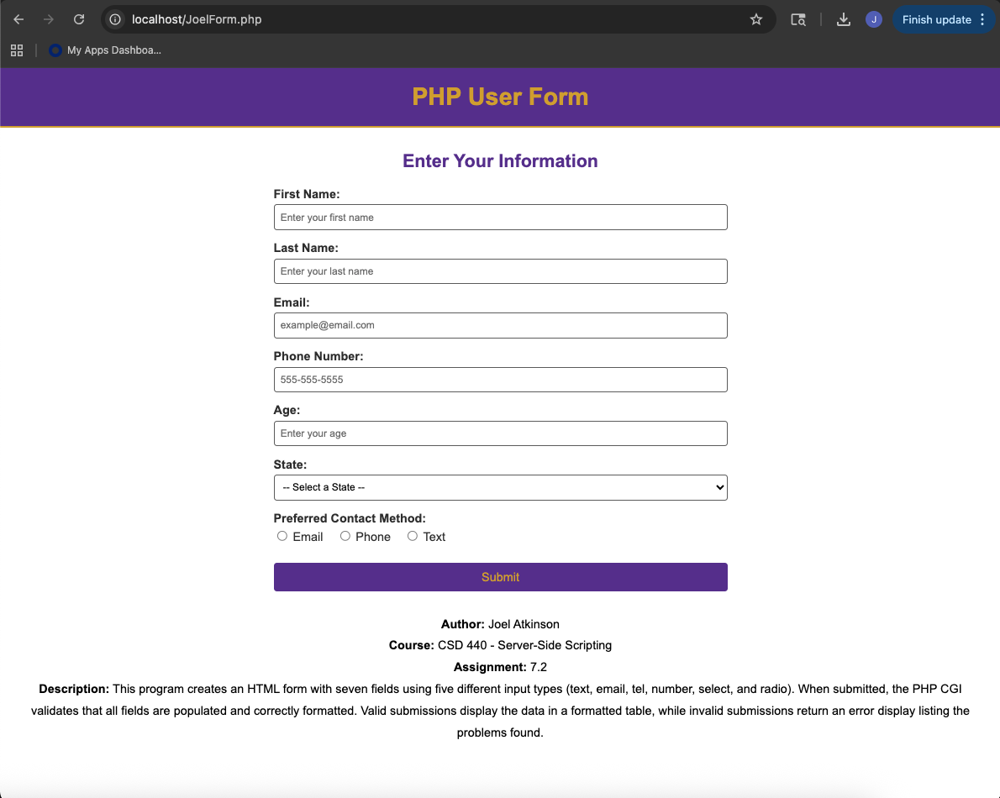 localhost/JoelForm.php
J
Finish update
My Apps Dashboa...
PHP User Form
Enter Your Information
First Name:
Enter your first name
Last Name:
Enter your last name
Email:
example@email.com
Phone Number:
555-555-5555
Age:
Enter your age
State:
-- Select a State --
Preferred Contact Method:
Email Phone Text
Submit
Author: Joel Atkinson
Course: CSD 440 - Server-Side Scripting
Assignment: 7.2
Description: This program creates an HTML form with seven fields using five different input types (text, email, tel, number, select, and radio). When submitted, the PHP CGI
validates that all fields are populated and correctly formatted. Valid submissions display the data in a formatted table, while invalid submissions return an error display listing the
problems found.